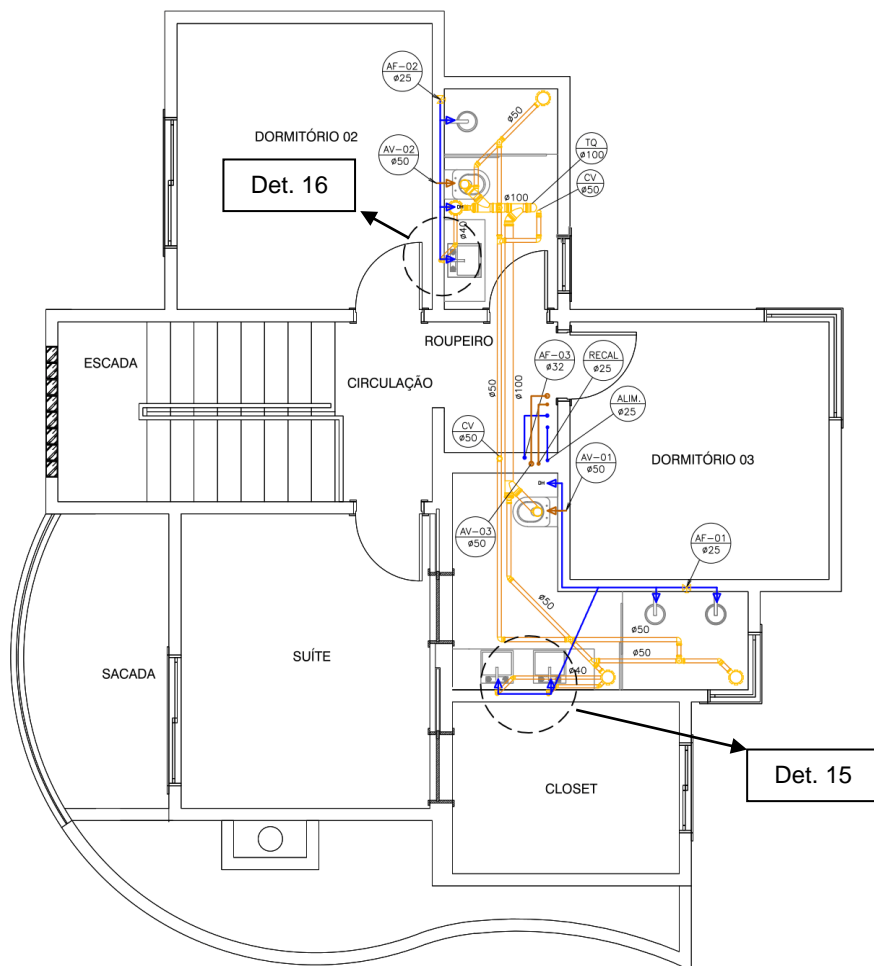 AF-02
ø25
DORMITÓRIO 02
ø50
AV-02
ø50
TQ
ø100
Det. 16
CV
ø50
ø100
DH
ø40
ROUPEIRO
ESCADA
AF-03
ø32
RECAL
ø25
CIRCULAÇÃO
ø50
ø100
ALIM.
ø25
CV
ø50
DORMITÓRIO 03
AV-01
ø50
DH
AV-03
ø50
AF-01
ø25
ø50
ø50
SUÍTE
ø50
SACADA
ø40
Det. 15
CLOSET